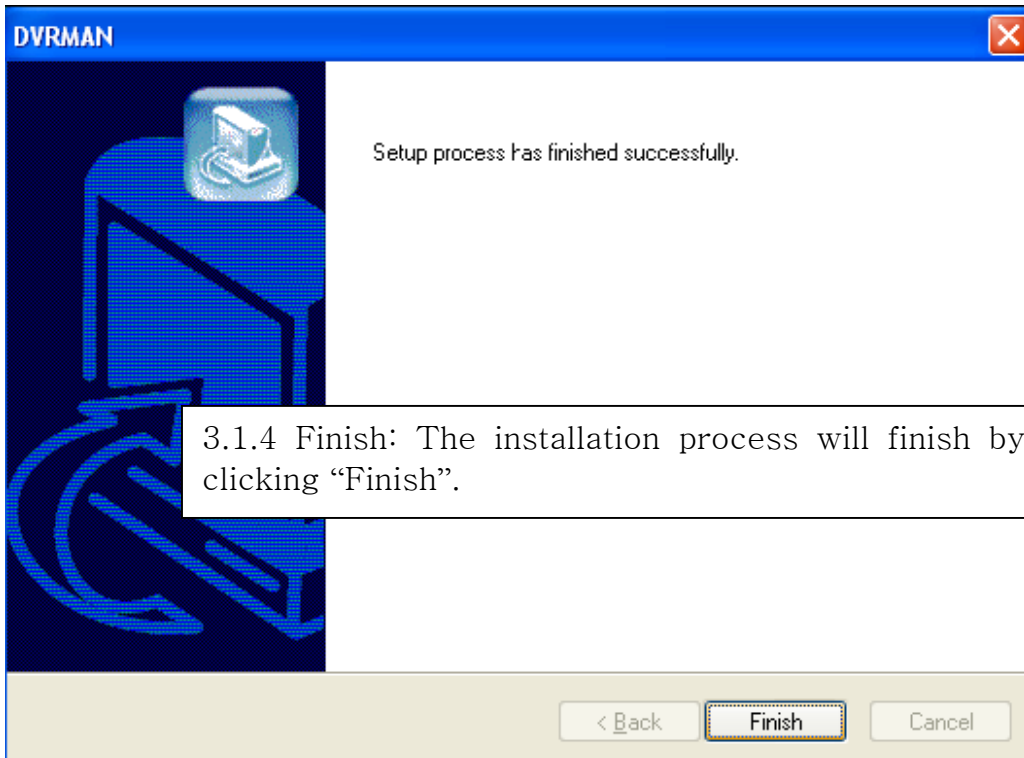 DVRMAN
Setup process has finished successfully.
3.1.4 Finish: The installation process will finish by
clicking “Finish”.
< Back
Finish
Cancel